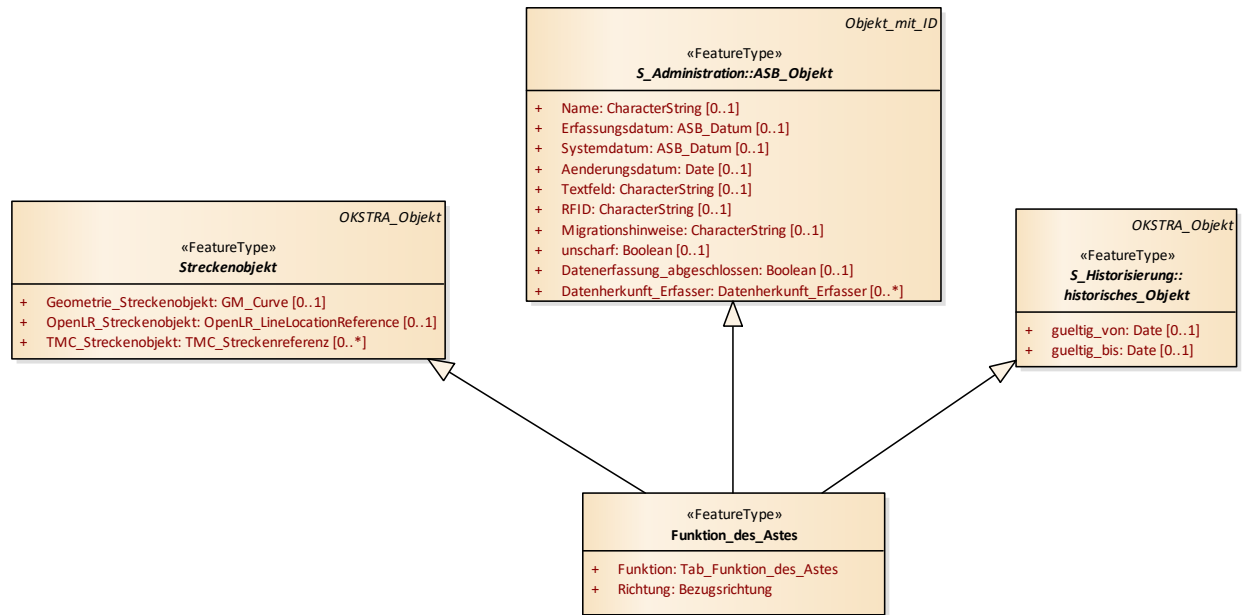 Objekt_mit_ID
«FeatureType»
S_Administration::ASB_Objekt
+ Name: CharacterString [0..1]
+ Erfassungsdatum: ASB_Datum [0..1]
+ Systemdatum: ASB_Datum [0..1]
+ Aenderungsdatum: Date [0..1]
+ Textfeld: CharacterString [0..1]
+ RFID: CharacterString [0..1]
+ Migrationshinweise: CharacterString [0..1]
+ unscharf: Boolean [0..1]
+ Datenerfassung_abgeschlossen: Boolean [0..1]
+ Datenherkunft_Erfasser: Datenherkunft_Erfasser [0..*]
OKSTRA_Objekt
«FeatureType»
Streckenobjekt
+ Geometrie_Streckenobjekt: GM_Curve [0..1]
+ OpenLR_Streckenobjekt: OpenLR_LineLocationReference [0..1]
+ TMC_Streckenobjekt: TMC_Streckenreferenz [0..*]
OKSTRA_Objekt
«FeatureType»
S_Historisierung::
historisches_Objekt
+ gueltig_von: Date [0..1]
+ gueltig_bis: Date [0..1]
«FeatureType»
Funktion_des_Astes
+ Funktion: Tab_Funktion_des_Astes
+ Richtung: Bezugsrichtung